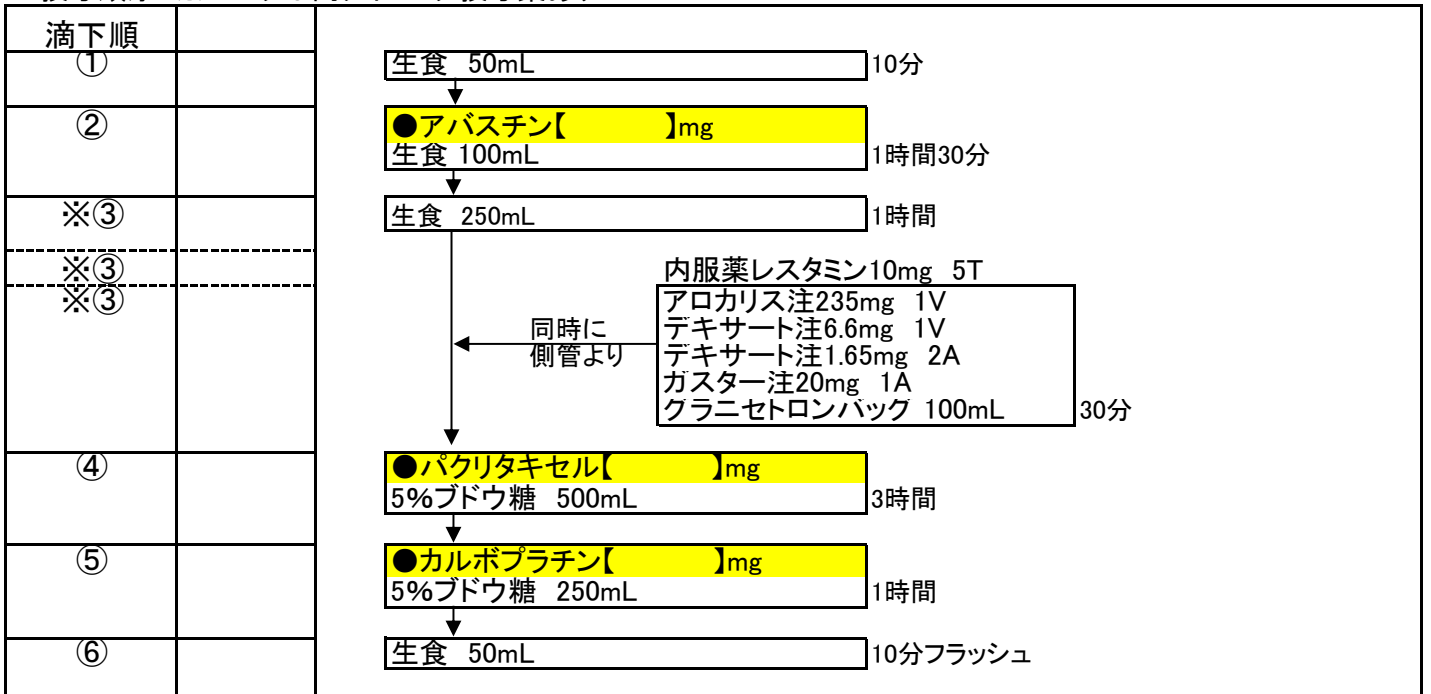 滴下順
① 生食 50mL 10分
② ●アバスチン【 】mg
生食 100mL 1時間30分
※③ 生食 250mL 1時間
※③ 内服薬レスタミン10mg 5T
※③ アロカリス注235mg 1V
同時に デキサート注6.6mg 1V
側管より デキサート注1.65mg 2A
ガスター注20mg 1A
グラニセトロンバッグ 100mL 30分
④ ●パクリタキセル【 】mg
5%ブドウ糖 500mL 3時間
⑤ ●カルボプラチン【 】mg
5%ブドウ糖 250mL 1時間
⑥ 生食 50mL 10分フラッシュ